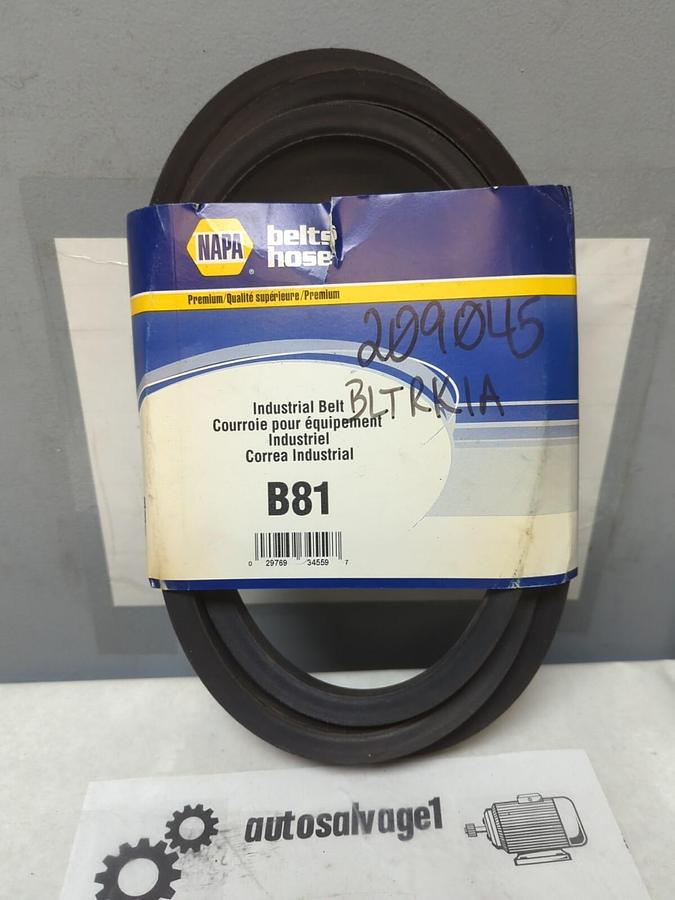 NAPA
®
belts
hose
Premium/Qualité supérieure/Premium
209045
BLTRK1A
Industrial Belt
Courroie pour équipement
Industriel
Correa Industrial
B81
0 29769 34559 7
autosalvage1